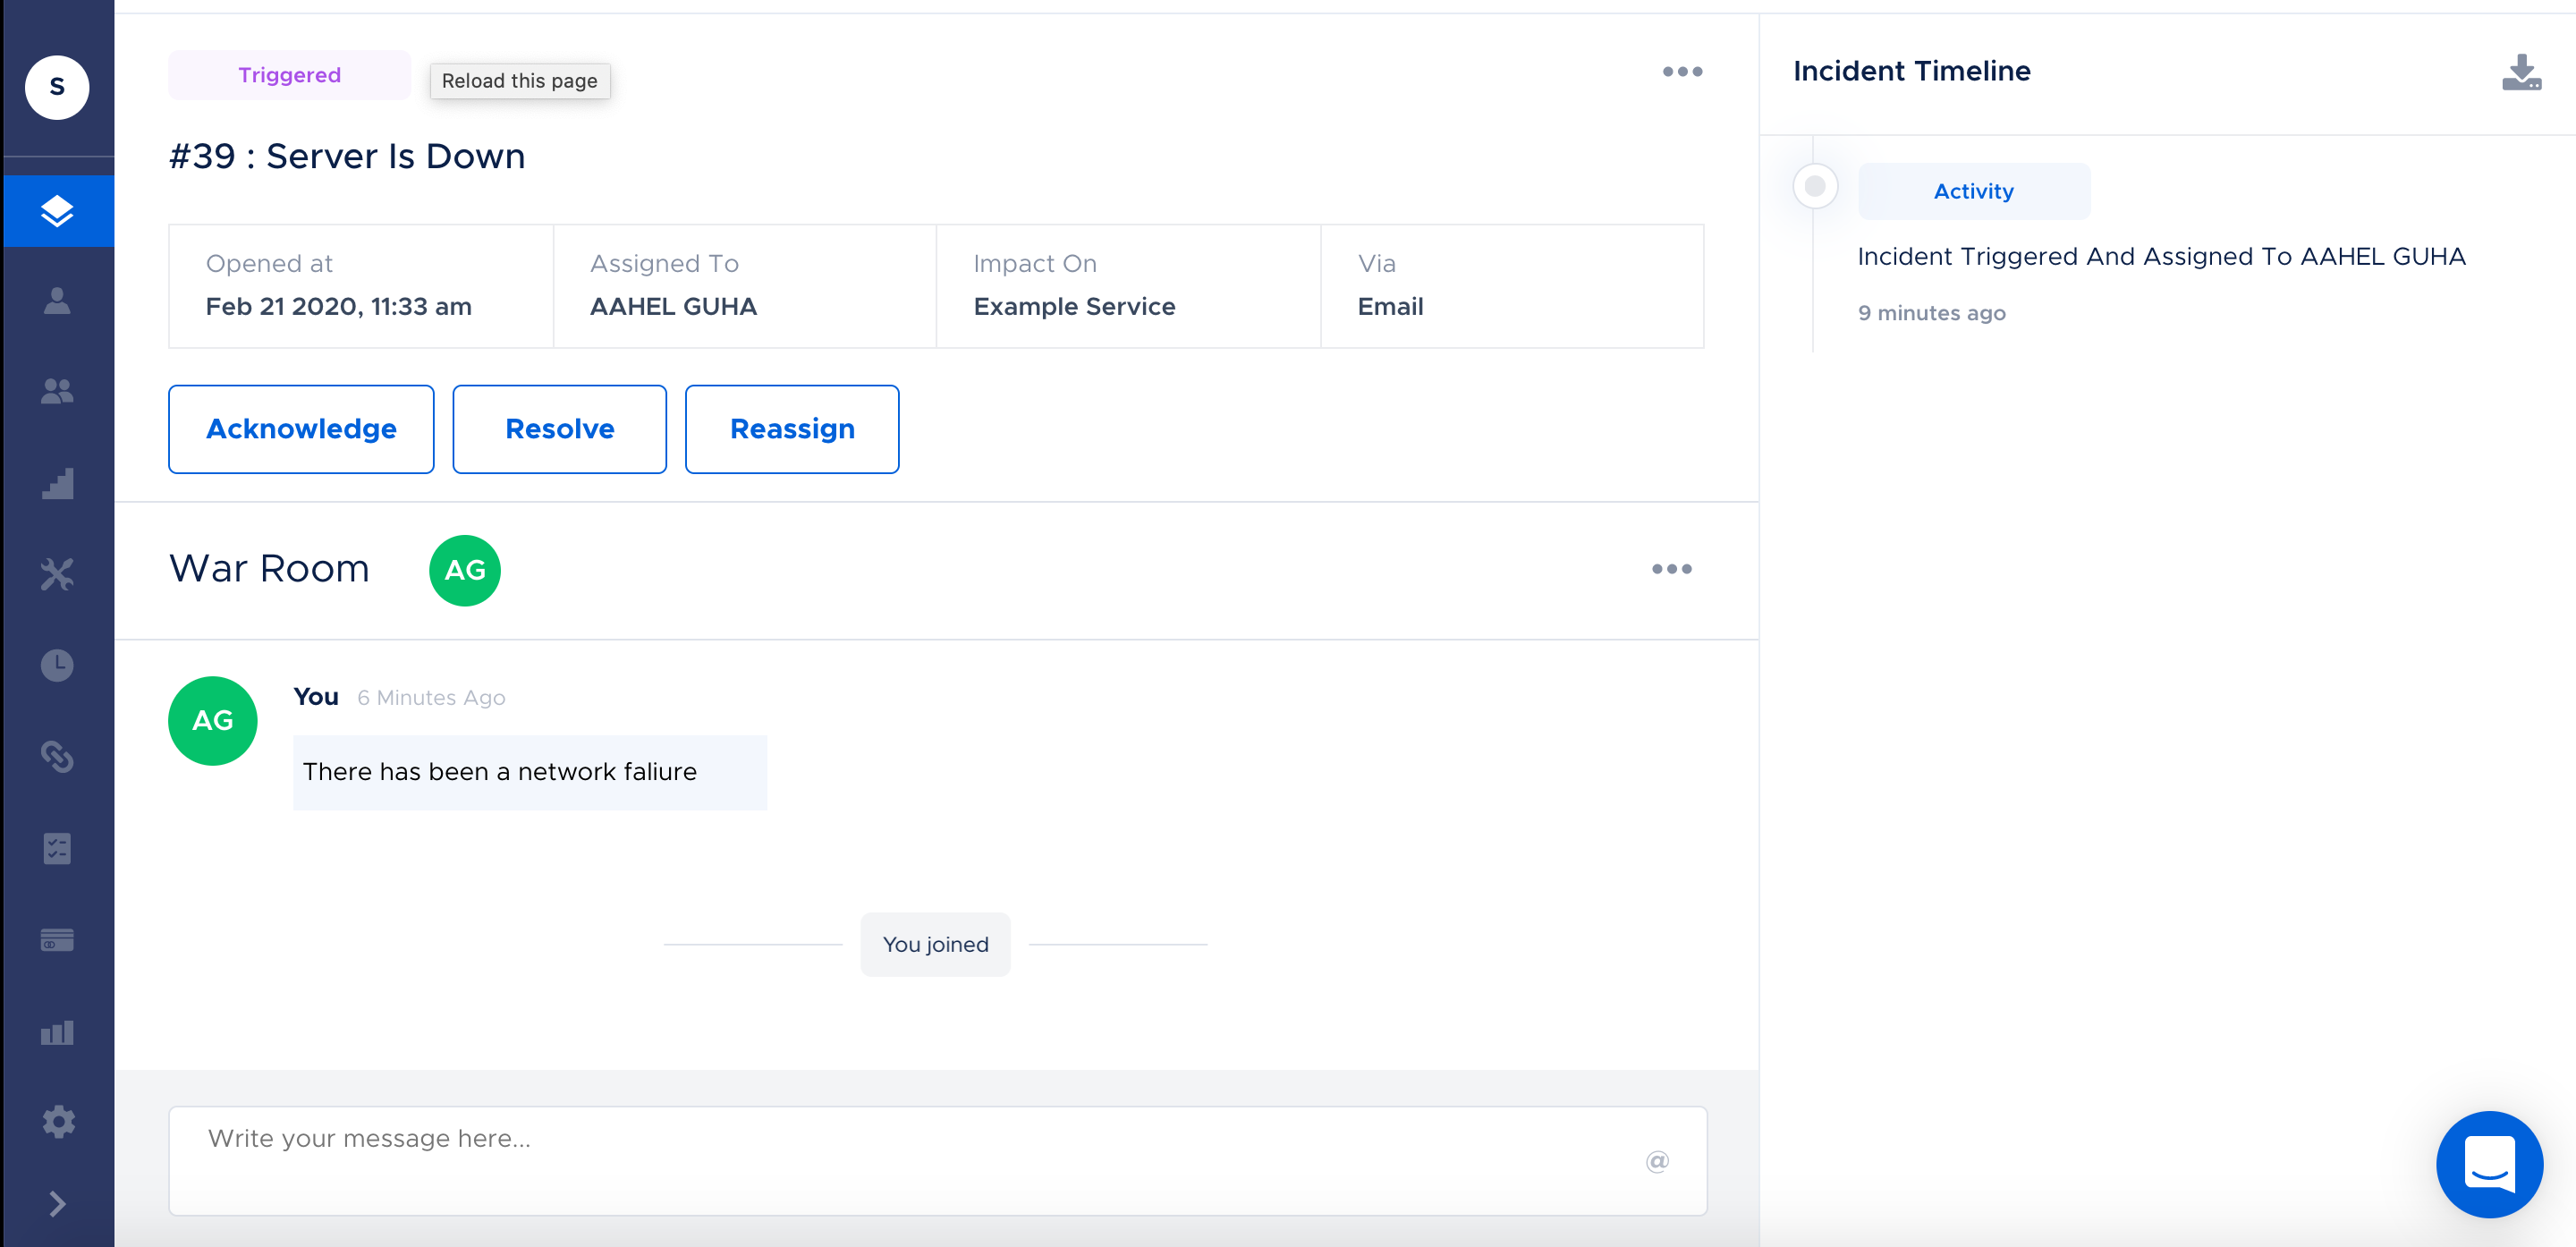 S
Triggered
Reload this page
#39 : Server Is Down
Opened at
Feb 21 2020, 11:33 am
Assigned To
AAHEL GUHA
Impact On
Example Service
Via
Email
Acknowledge
Resolve
Reassign
War Room
AG
AG
You 6 Minutes Ago
There has been a network faliure
You joined
Write your message here...
@
Incident Timeline
Activity
Incident Triggered And Assigned To AAHEL GUHA
9 minutes ago